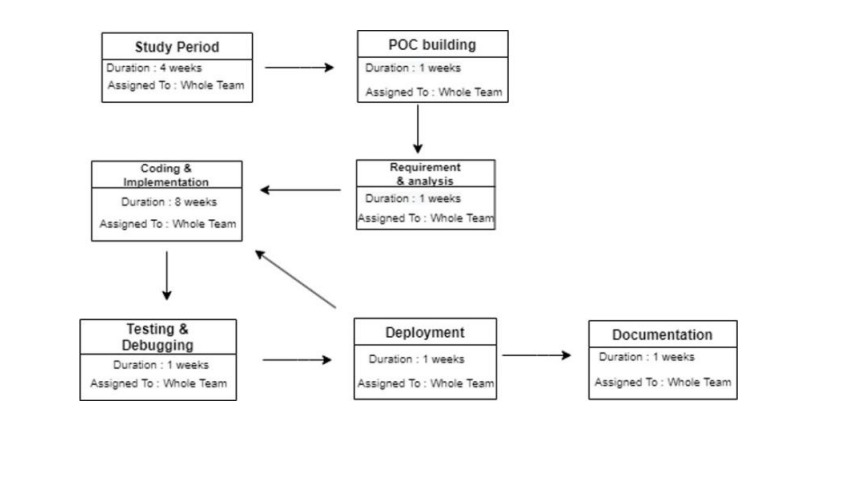 Study Period
Duration : 4 weeks
Assigned To : Whole Team
POC building
Duration : 1 weeks
Assigned To : Whole Team
Requirement
& analysis
Duration : 1 weeks
Assigned To : Whole Team
Coding &
Implementation
Duration : 8 weeks
Assigned To : Whole Team
Testing &
Debugging
Duration : 1 weeks
Assigned To : Whole Team
Deployment
Duration : 1 weeks
Assigned To : Whole Team
Documentation
Duration : 1 weeks
Assigned To : Whole Team